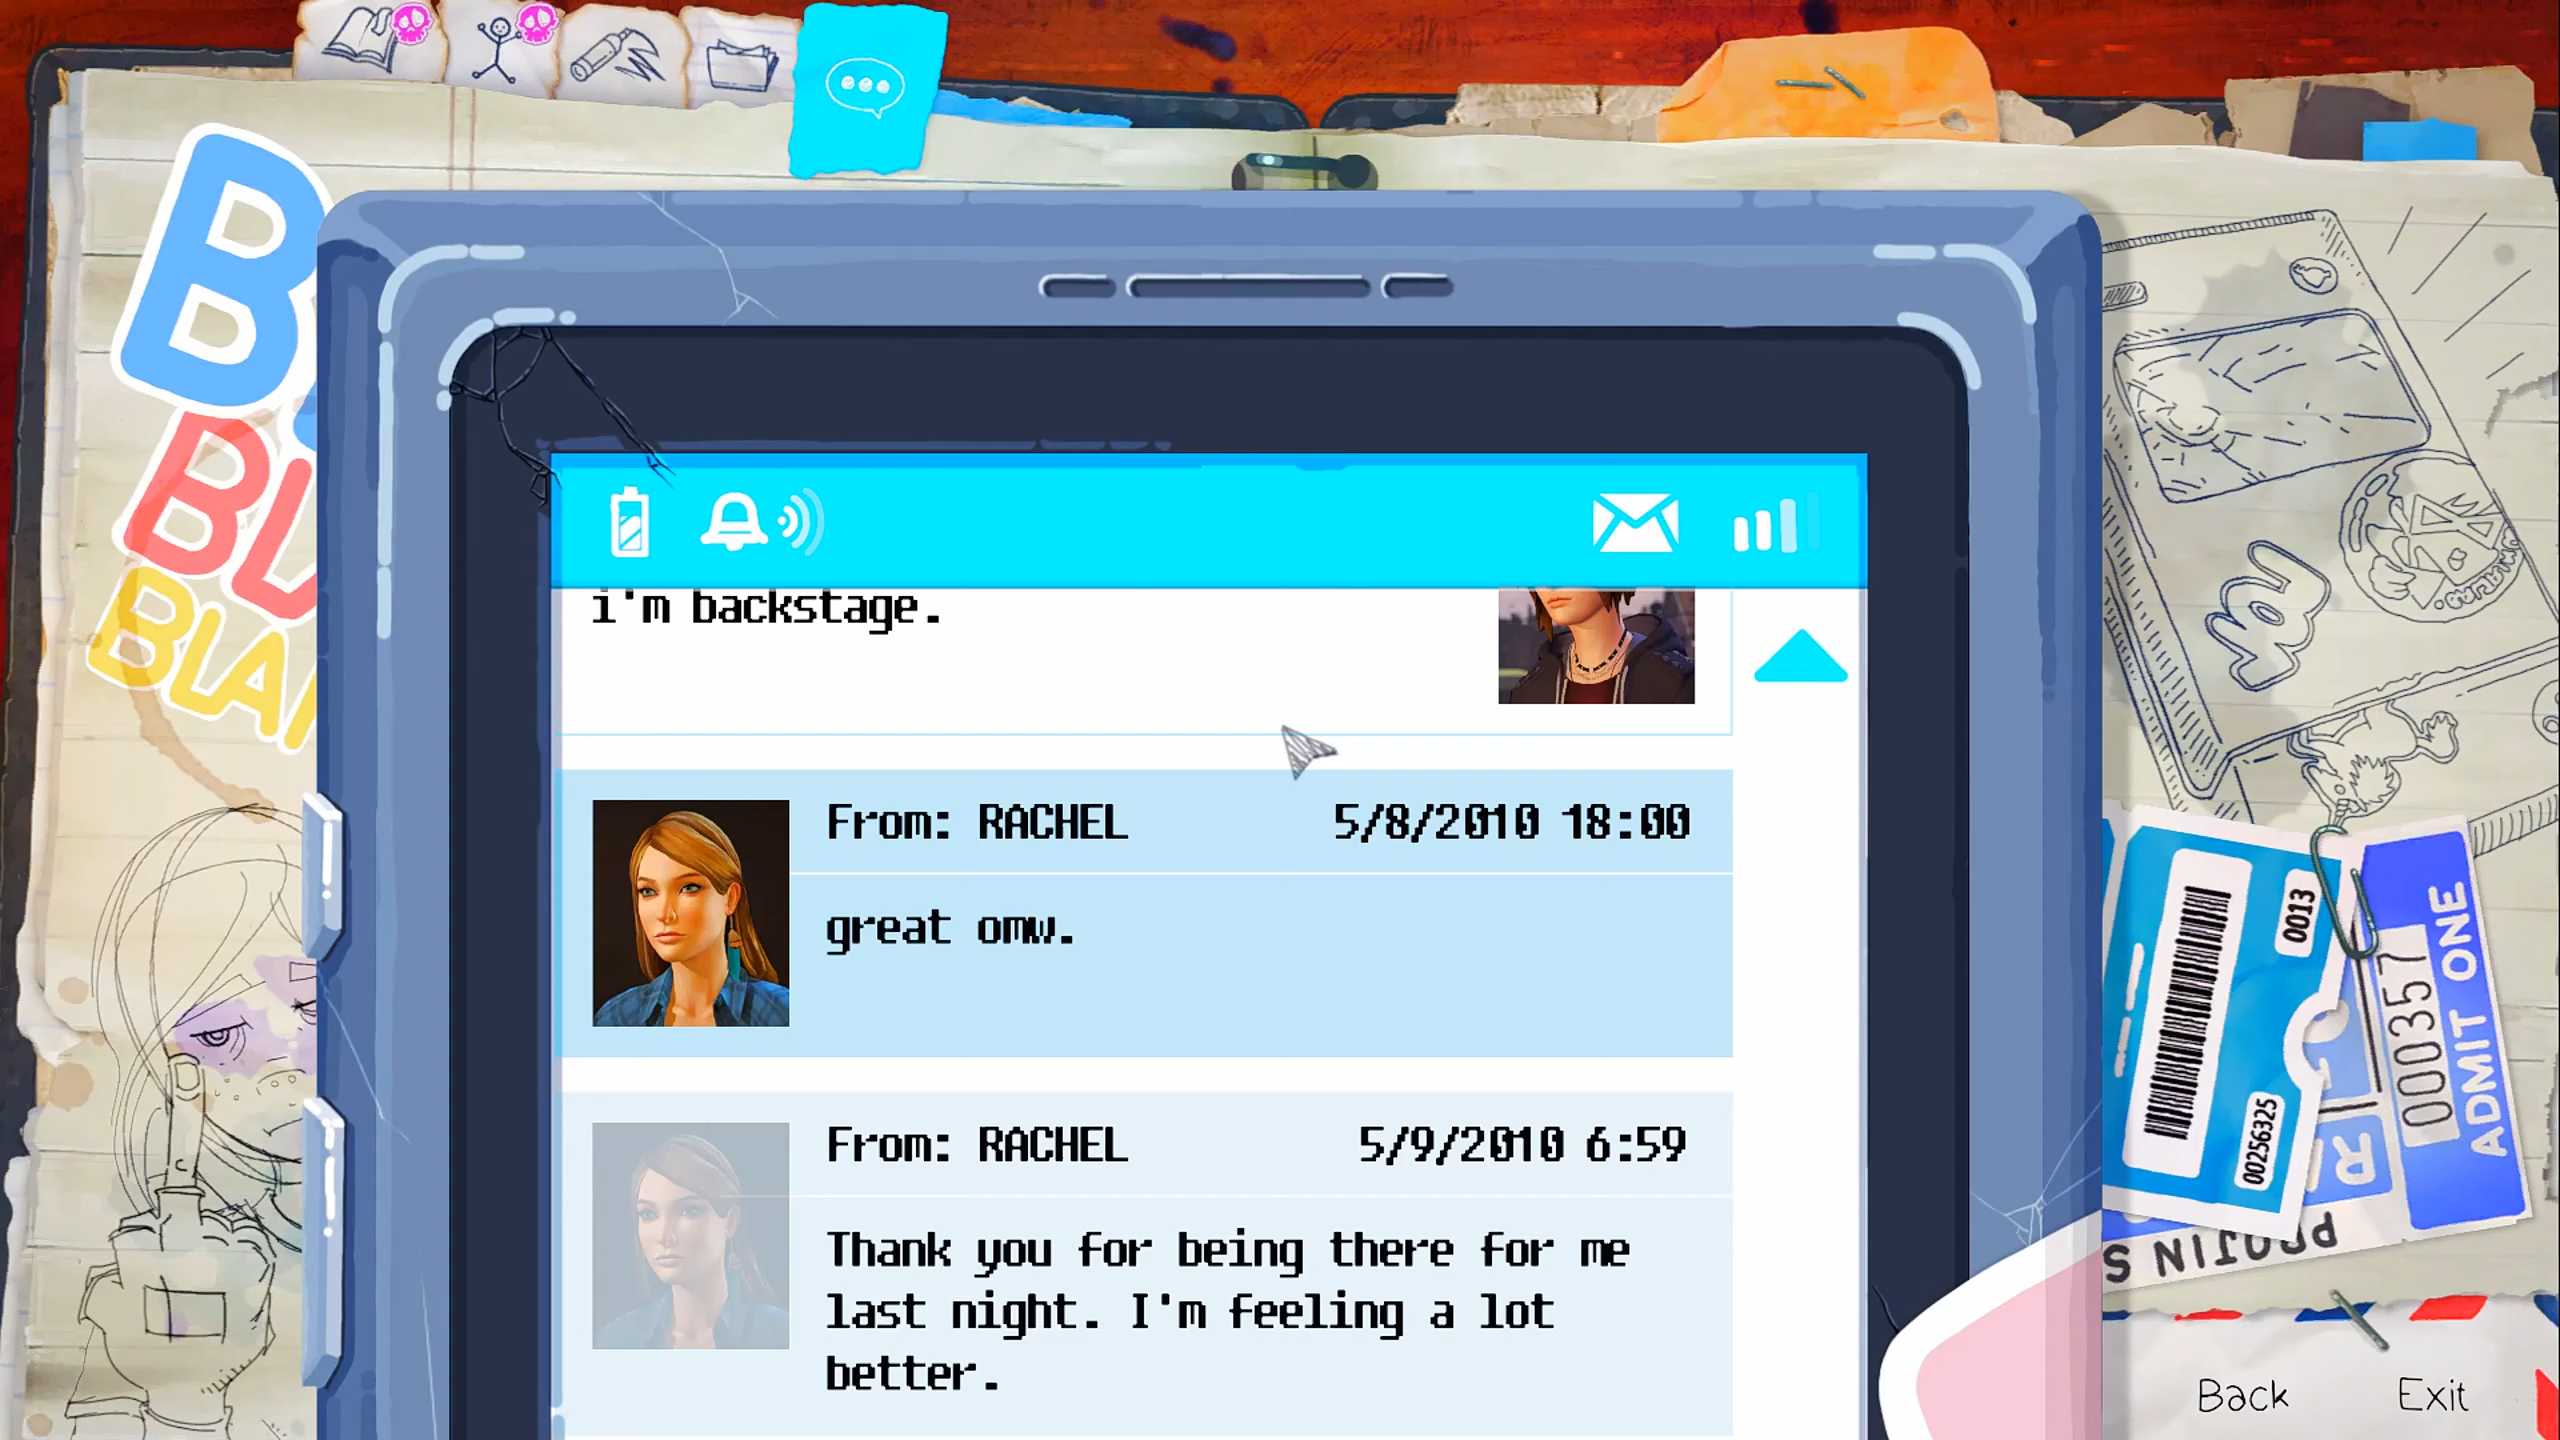 i'm backstage.
From: RACHEL 5/8/2010 18:00
great omw.
From: RACHEL 5/9/2010 6:59
Thank you for being there for me
last night. I'm feeling a lot
better.
0013
00256325
000357
ADMIT ONE
Back
Exit